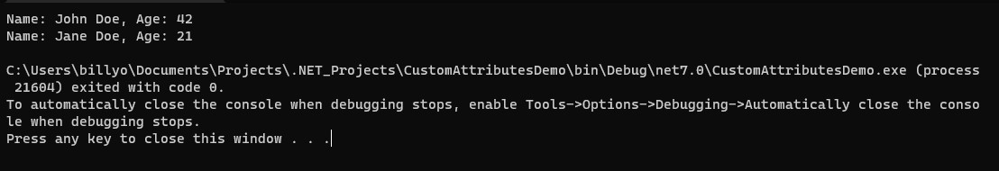 Name: John Doe, Age: 42
Name: Jane Doe, Age: 21
C:\Users\billyo\Documents\Projects\.NET_Projects\CustomAttributesDemo\bin\Debug\net7.0\CustomAttributesDemo.exe (process
 21604) exited with code 0.
To automatically close the console when debugging stops, enable Tools->Options->Debugging->Automatically close the conso
le when debugging stops.
Press any key to close this window . . .